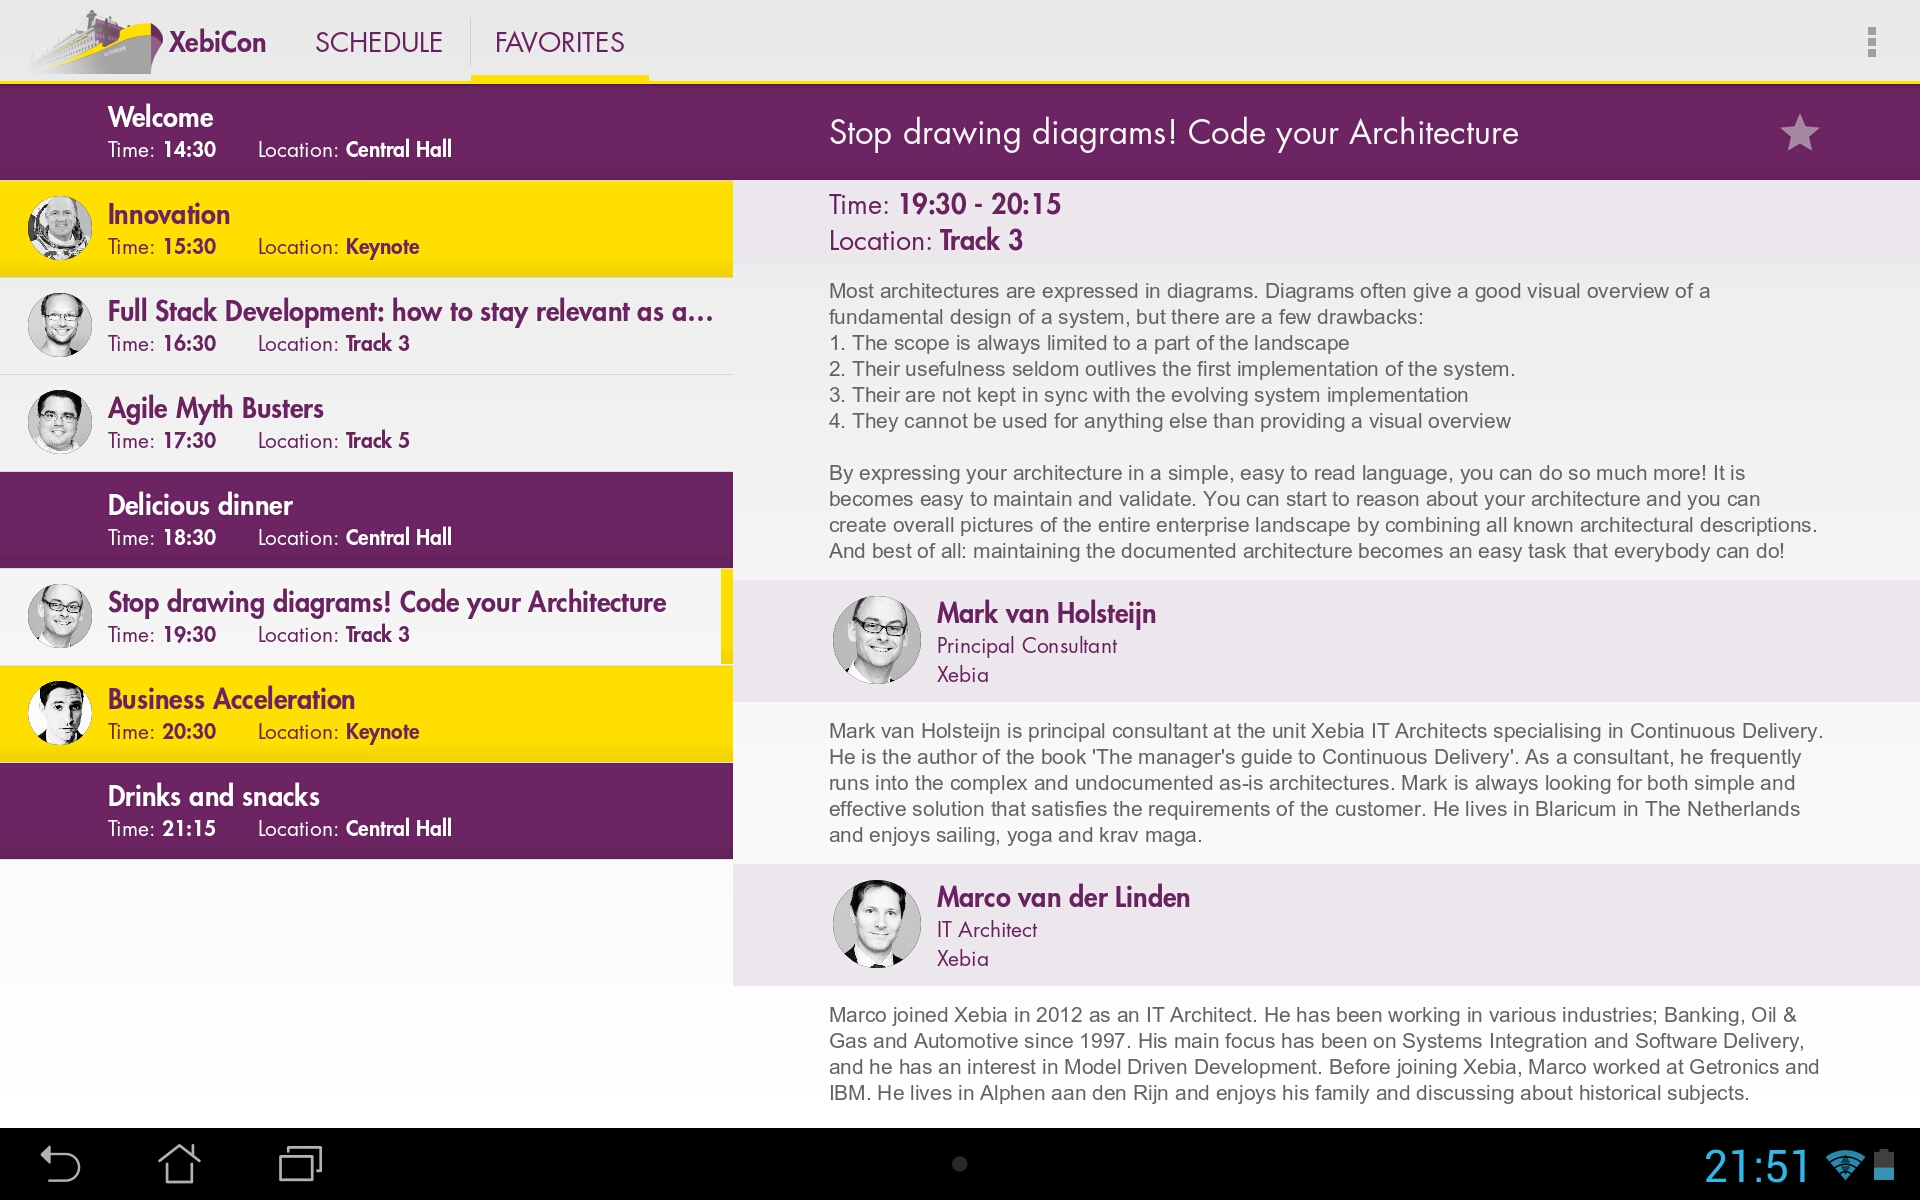 XebiCon
SCHEDULE
FAVORITES
Welcome
Time: 14:30 Location: Central Hall
Innovation
Time: 15:30 Location: Keynote
Full Stack Development: how to stay relevant as a...
Time: 16:30 Location: Track 3
Agile Myth Busters
Time: 17:30 Location: Track 5
Delicious dinner
Time: 18:30 Location: Central Hall
Stop drawing diagrams! Code your Architecture
Time: 19:30 Location: Track 3
Business Acceleration
Time: 20:30 Location: Keynote
Drinks and snacks
Time: 21:15 Location: Central Hall
Stop drawing diagrams! Code your Architecture
Time: 19:30 - 20:15
Location: Track 3
Most architectures are expressed in diagrams. Diagrams often give a good visual overview of a
fundamental design of a system, but there are a few drawbacks:
1. The scope is always limited to a part of the landscape
2. Their usefulness seldom outlives the first implementation of the system.
3. Their are not kept in sync with the evolving system implementation
4. They cannot be used for anything else than providing a visual overview
By expressing your architecture in a simple, easy to read language, you can do so much more! It is
becomes easy to maintain and validate. You can start to reason about your architecture and you can
create overall pictures of the entire enterprise landscape by combining all known architectural descriptions.
And best of all: maintaining the documented architecture becomes an easy task that everybody can do!
Mark van Holsteijn
Principal Consultant
Xebia
Mark van Holsteijn is principal consultant at the unit Xebia IT Architects specialising in Continuous Delivery.
He is the author of the book 'The manager's guide to Continuous Delivery'. As a consultant, he frequently
runs into the complex and undocumented as-is architectures. Mark is always looking for both simple and
effective solution that satisfies the requirements of the customer. He lives in Blaricum in The Netherlands
and enjoys sailing, yoga and krav maga.
Marco van der Linden
IT Architect
Xebia
Marco joined Xebia in 2012 as an IT Architect. He has been working in various industries; Banking, Oil &
Gas and Automotive since 1997. His main focus has been on Systems Integration and Software Delivery,
and he has an interest in Model Driven Development. Before joining Xebia, Marco worked at Getronics and
IBM. He lives in Alphen aan den Rijn and enjoys his family and discussing about historical subjects.
21:51